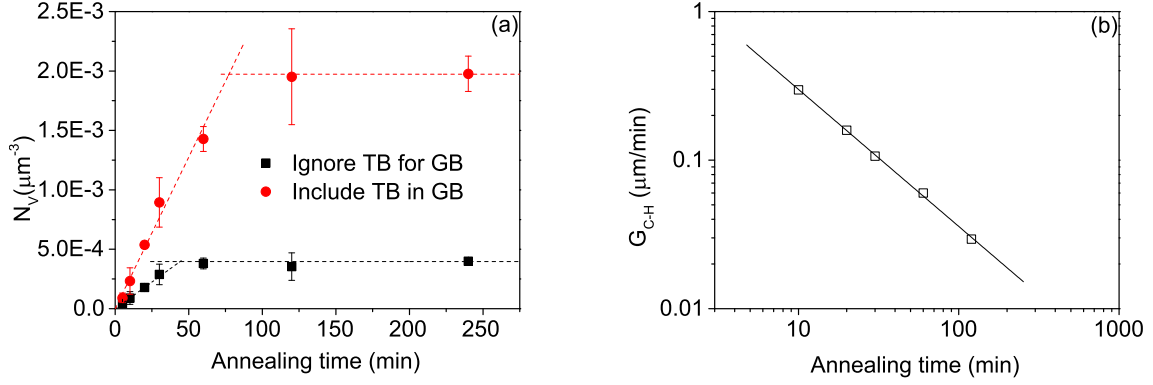 (a)
2.5E-3
2.0E-3
1.5E-3
1.0E-3
5.0E-4
0.0
N_V(μm⁻³)
Ignore TB for GB
Include TB in GB
0 50 100 150 200 250
Annealing time (min)
(b)
1
0.1
0.01
G_C-H (μm/min)
10 100 1000
Annealing time (min)